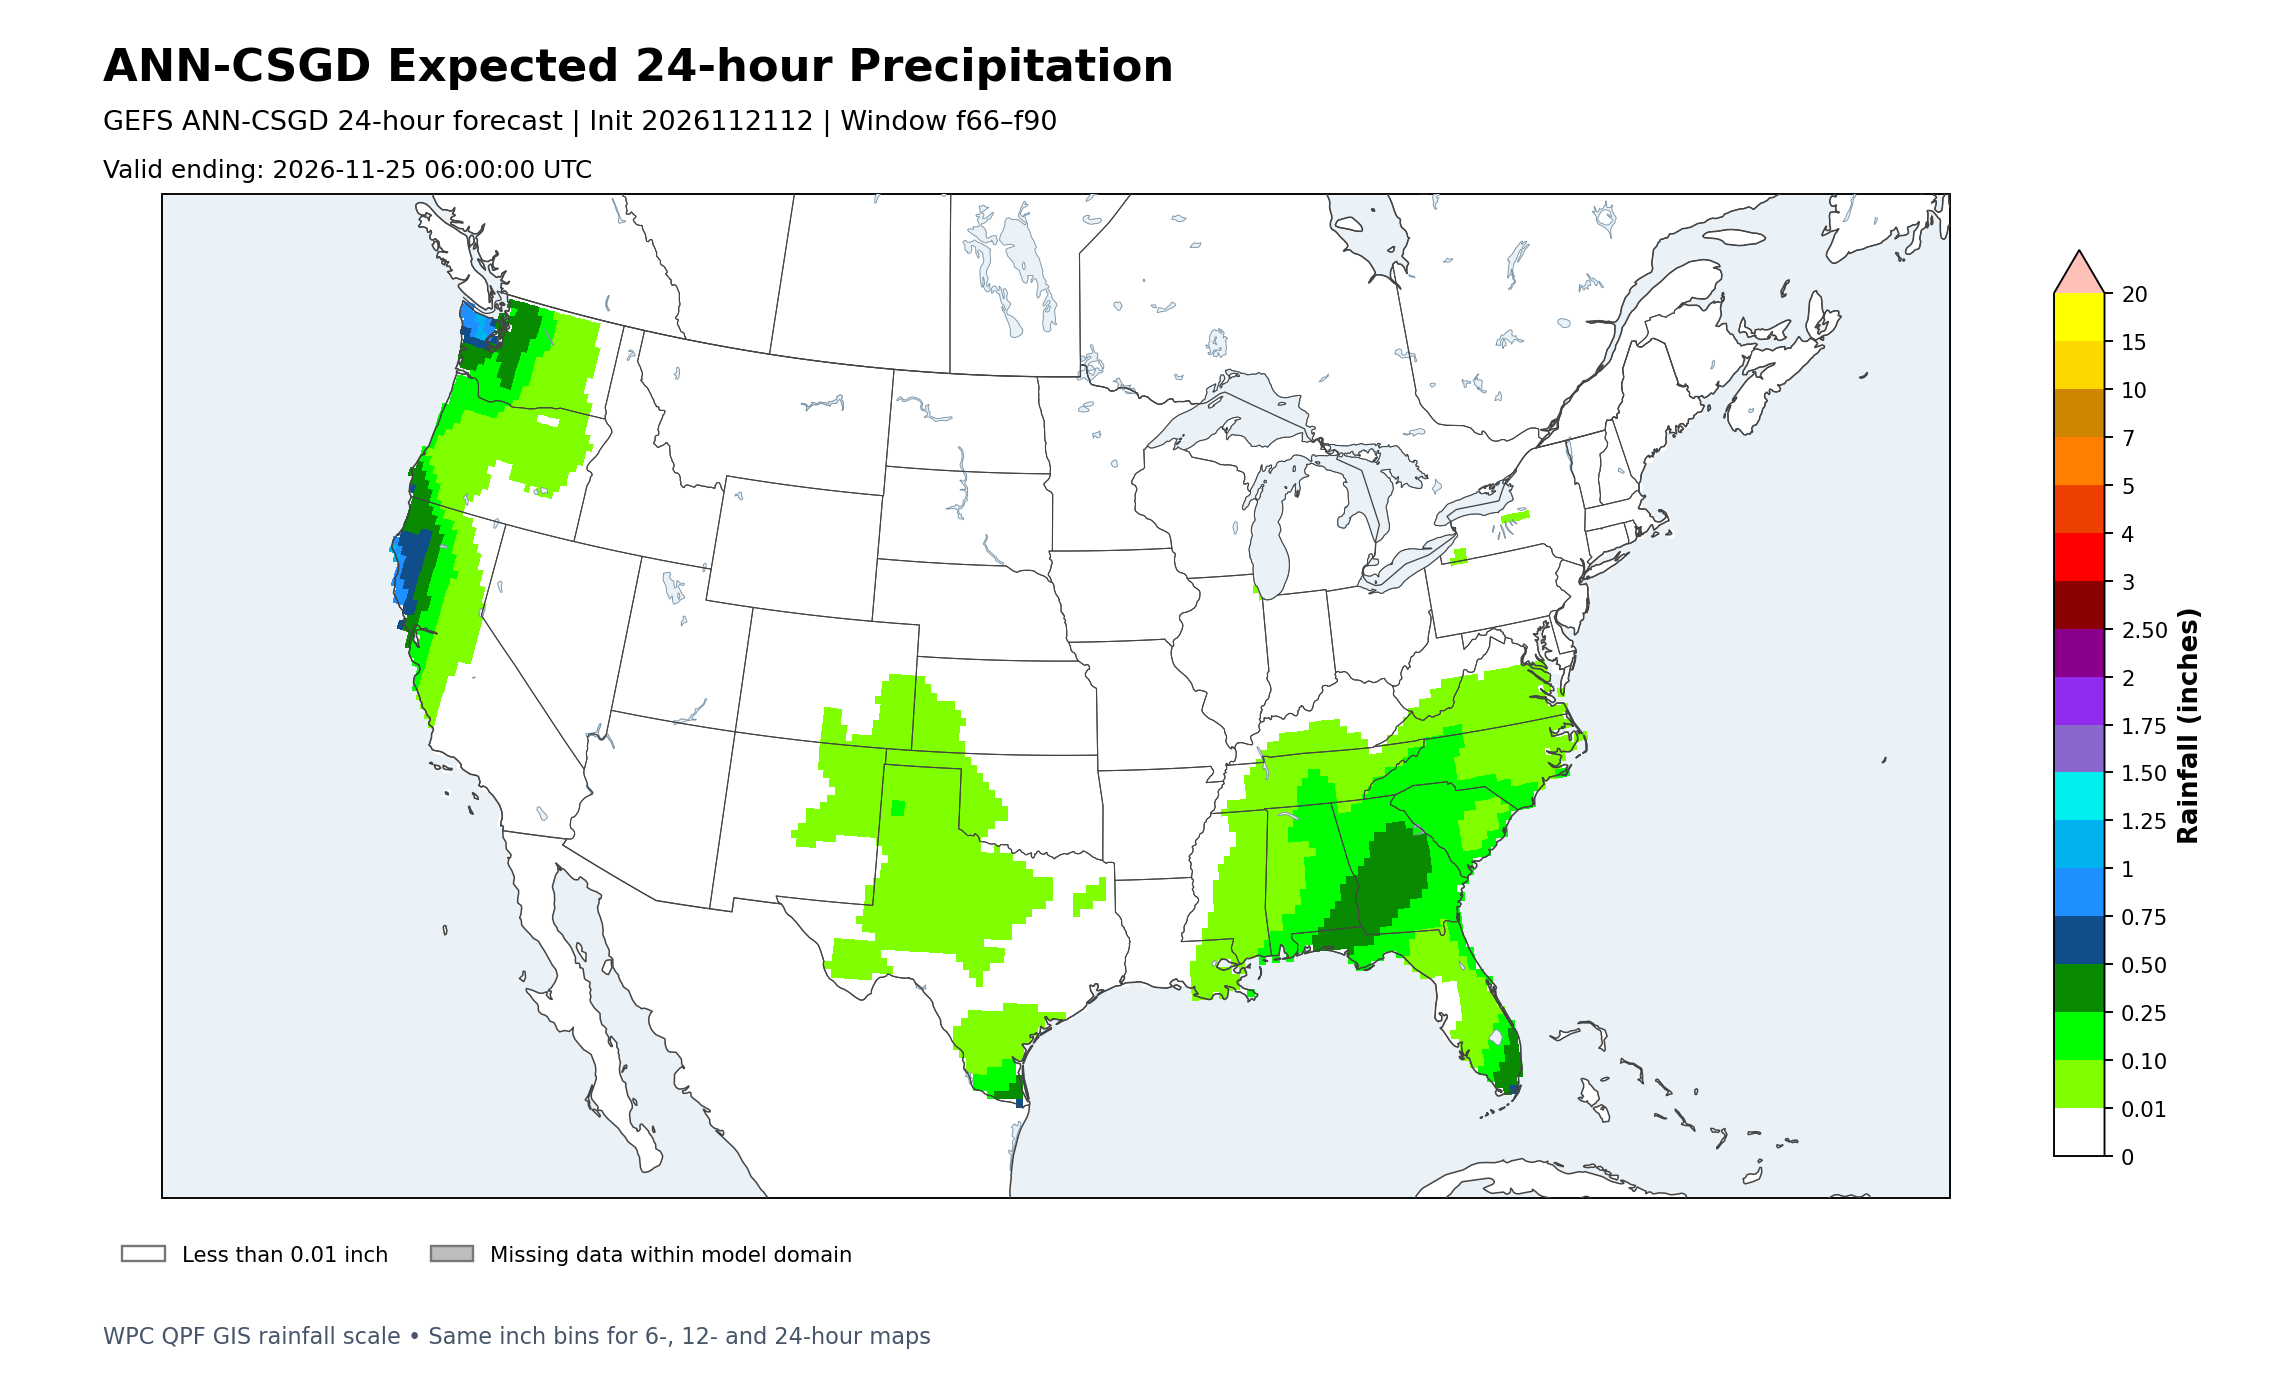 ANN-CSGD Expected 24-hour Precipitation
GEFS ANN-CSGD 24-hour forecast | Init 2026112112 | Window f66–f90
Valid ending: 2026-11-25 06:00:00 UTC
20
15
10
7
5
4
3
2.50
2
1.75
1.50
1.25
1
0.75
0.50
0.25
0.10
0.01
0
Rainfall (inches)
Less than 0.01 inch
Missing data within model domain
WPC QPF GIS rainfall scale • Same inch bins for 6-, 12- and 24-hour maps